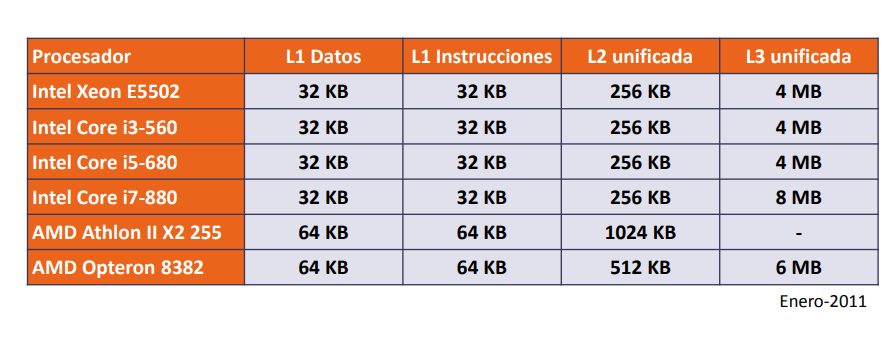 Procesador L1 Datos L1 Instrucciones L2 unificada L3 unificada
Intel Xeon E5502 32 KB 32 KB 256 KB 4 MB
Intel Core i3-560 32 KB 32 KB 256 KB 4 MB
Intel Core i5-680 32 KB 32 KB 256 KB 4 MB
Intel Core i7-880 32 KB 32 KB 256 KB 8 MB
AMD Athlon II X2 255 64 KB 64 KB 1024 KB -
AMD Opteron 8382 64 KB 64 KB 512 KB 6 MB
Enero-2011